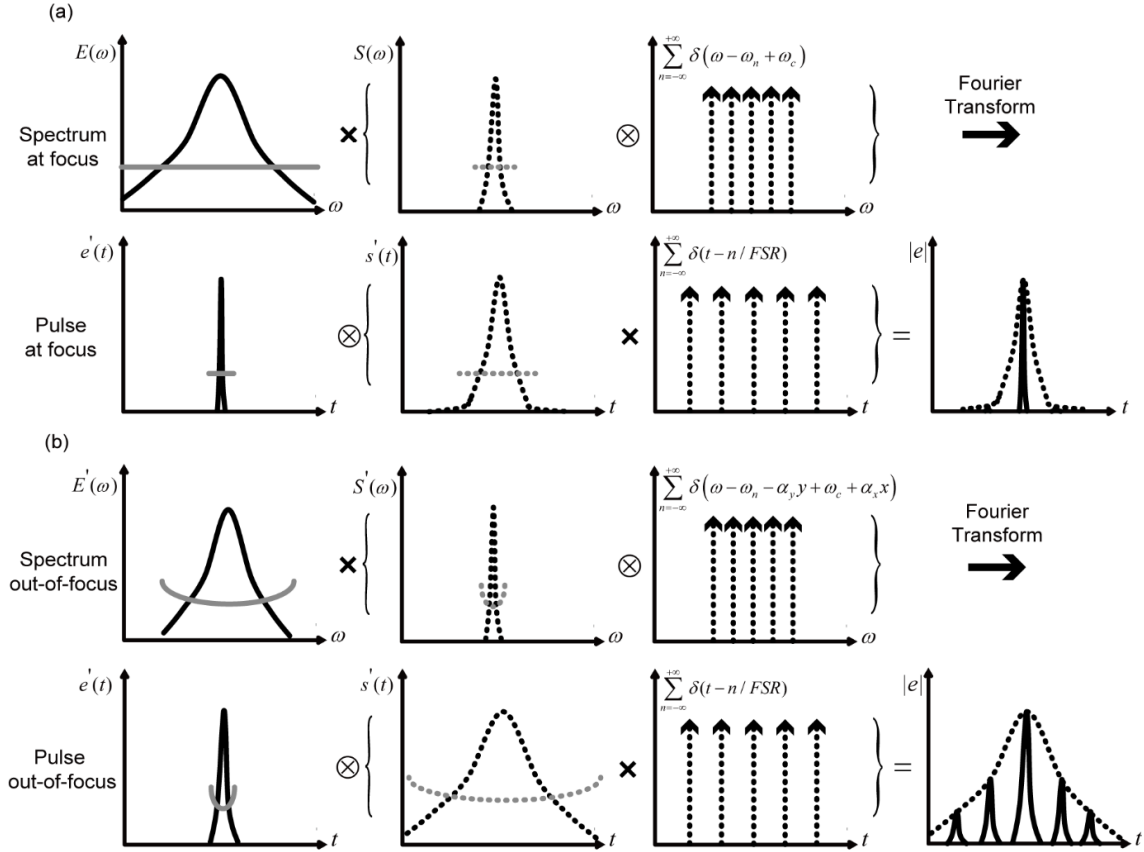 (a)
E(ω)
S(ω)
∑_{n=-∞}^{+∞} δ(ω-ω_n+ω_c)
Fourier
Transform
Spectrum
at focus
×
{
⊗
}
ω
ω
ω
e'(t)
s'(t)
∑_{n=-∞}^{+∞} δ(t-n/FSR)
|e|
Pulse
at focus
⊗
{
×
}
=
t
t
t
t
(b)
E'(ω)
S'(ω)
∑_{n=-∞}^{+∞} δ(ω-ω_n-α_y y+ω_c+α_x x)
Fourier
Transform
Spectrum
out-of-focus
×
{
⊗
}
ω
ω
ω
e'(t)
s'(t)
∑_{n=-∞}^{+∞} δ(t-n/FSR)
|e|
Pulse
out-of-focus
⊗
{
×
}
=
t
t
t
t